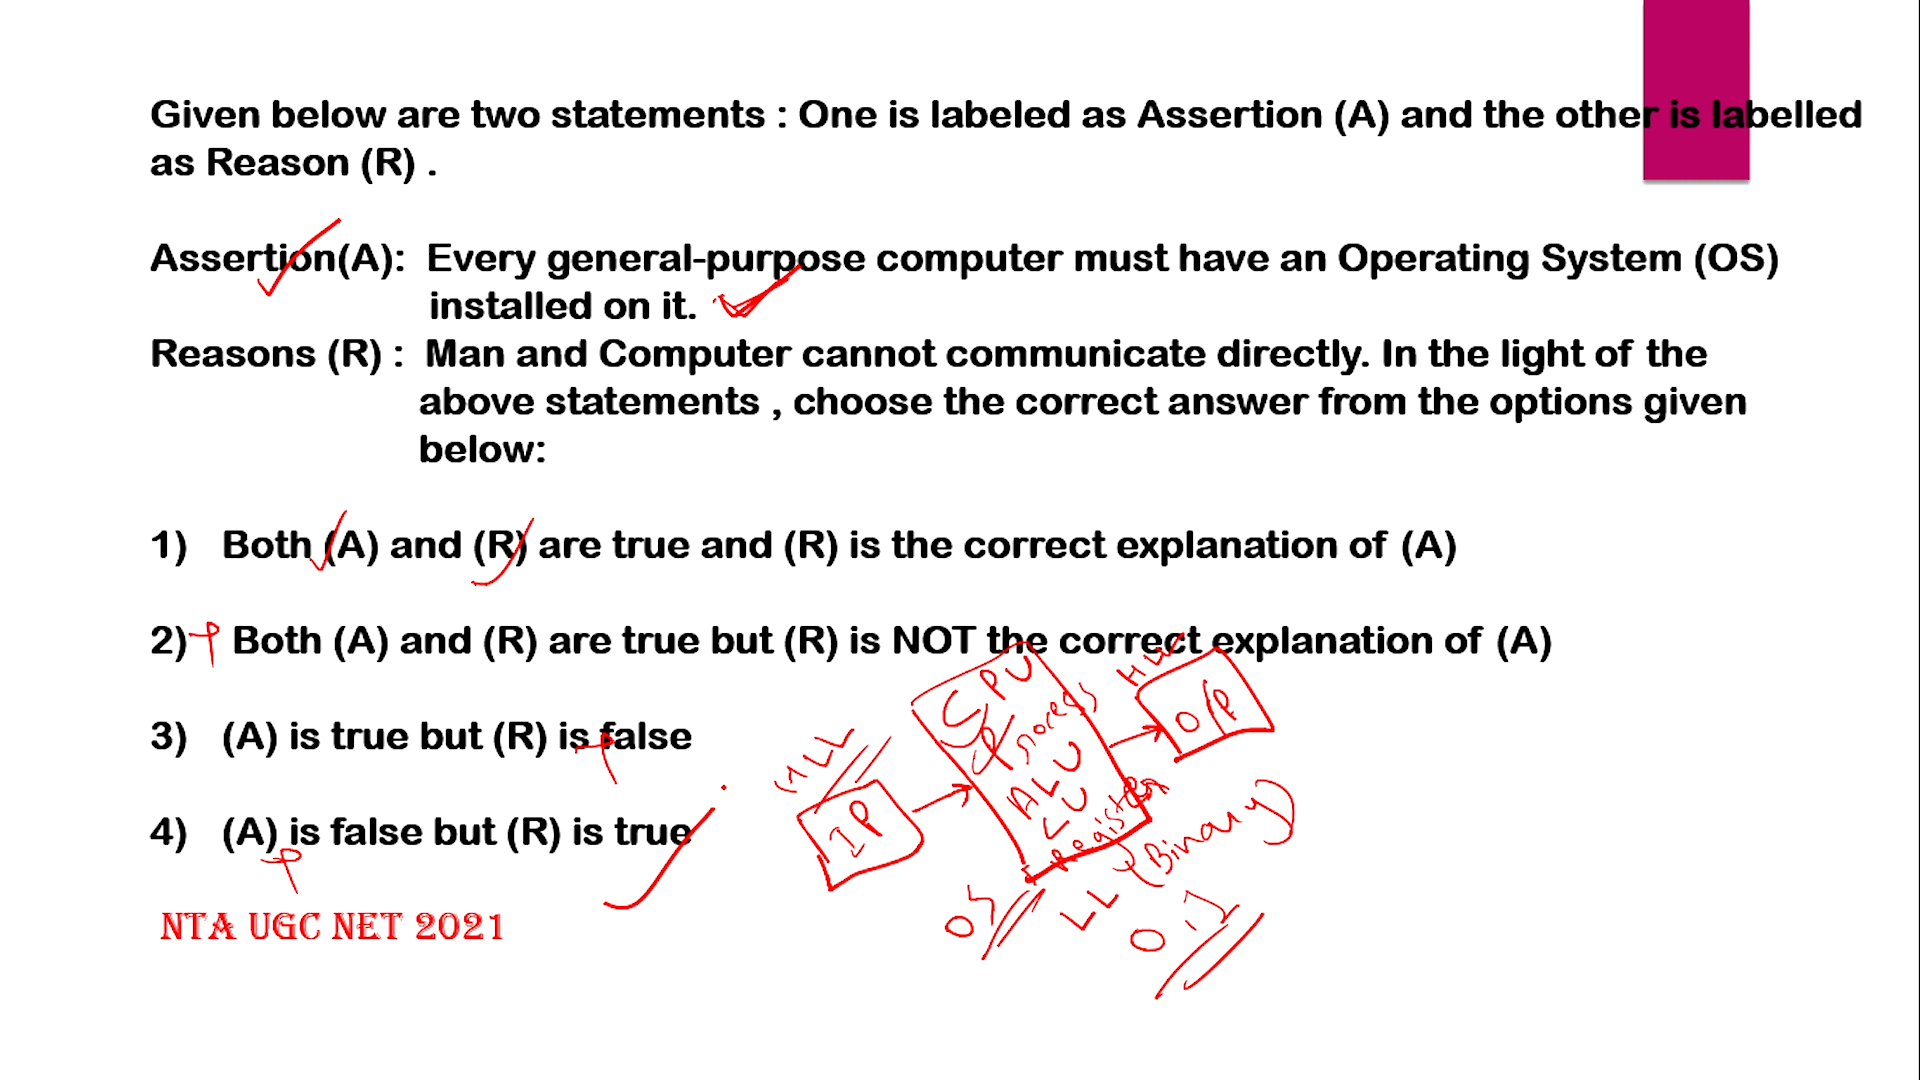 Given below are two statements : One is labeled as Assertion (A) and the other is labelled
as Reason (R) .
Assertion(A): Every general-purpose computer must have an Operating System (OS)
installed on it.
Reasons (R) : Man and Computer cannot communicate directly. In the light of the
above statements , choose the correct answer from the options given
below:
1) Both (A) and (R) are true and (R) is the correct explanation of (A)
2) Both (A) and (R) are true but (R) is NOT the correct explanation of (A)
3) (A) is true but (R) is false
4) (A) is false but (R) is true
NTA UGC NET 2021
HLL
IP
CPU
ALU
CU
Register
HLL
O/P
OS
LL (Binary)
0 , 1